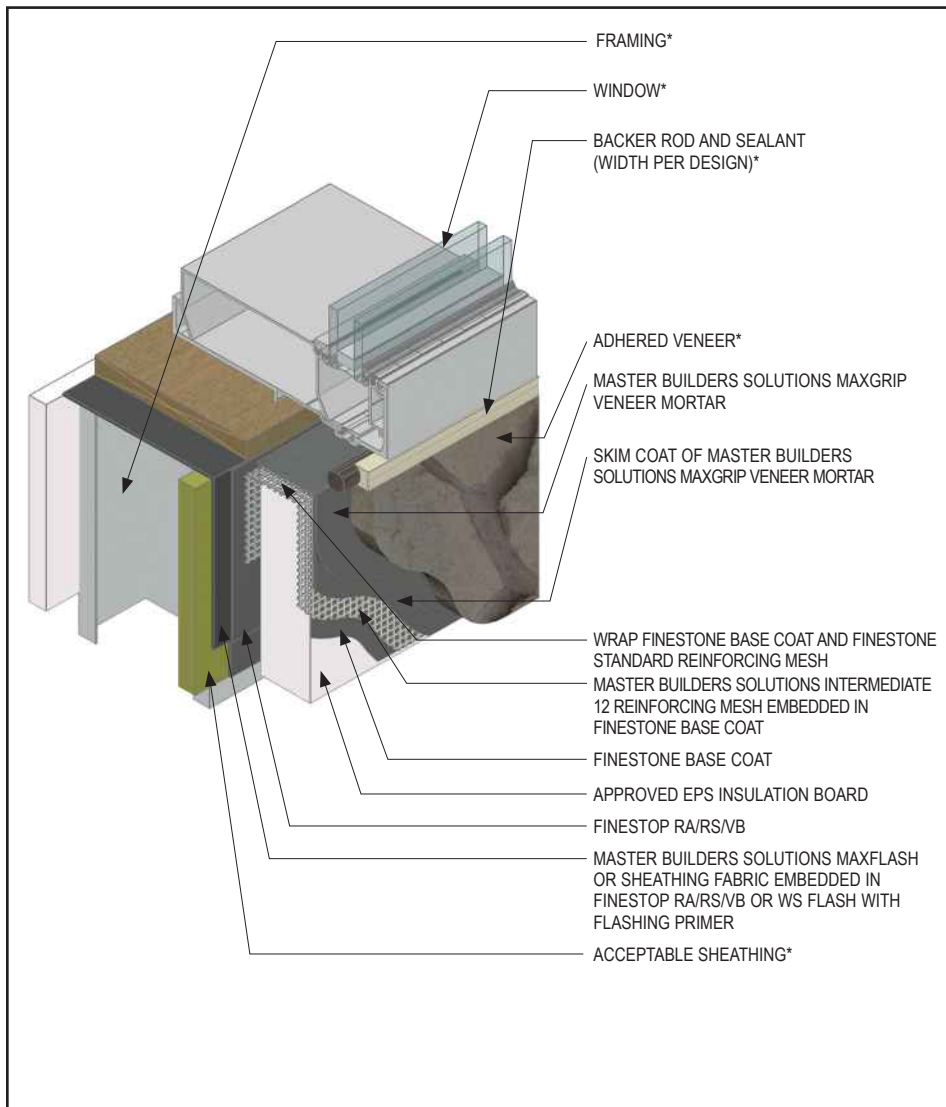 FRAMING*
WINDOW*
BACKER ROD AND SEALANT
(WIDTH PER DESIGN)*
ADHERED VENEER*
MASTER BUILDERS SOLUTIONS MAXGRIP
VENEER MORTAR
SKIM COAT OF MASTER BUILDERS
SOLUTIONS MAXGRIP VENEER MORTAR
WRAP FINESTONE BASE COAT AND FINESTONE
STANDARD REINFORCING MESH
MASTER BUILDERS SOLUTIONS INTERMEDIATE
12 REINFORCING MESH EMBEDDED IN
FINESTONE BASE COAT
FINESTONE BASE COAT
APPROVED EPS INSULATION BOARD
FINESTOP RA/RS/VB
MASTER BUILDERS SOLUTIONS MAXFLASH
OR SHEATHING FABRIC EMBEDDED IN
FINESTOP RA/RS/VB OR WS FLASH WITH
FLASHING PRIMER
ACCEPTABLE SHEATHING*